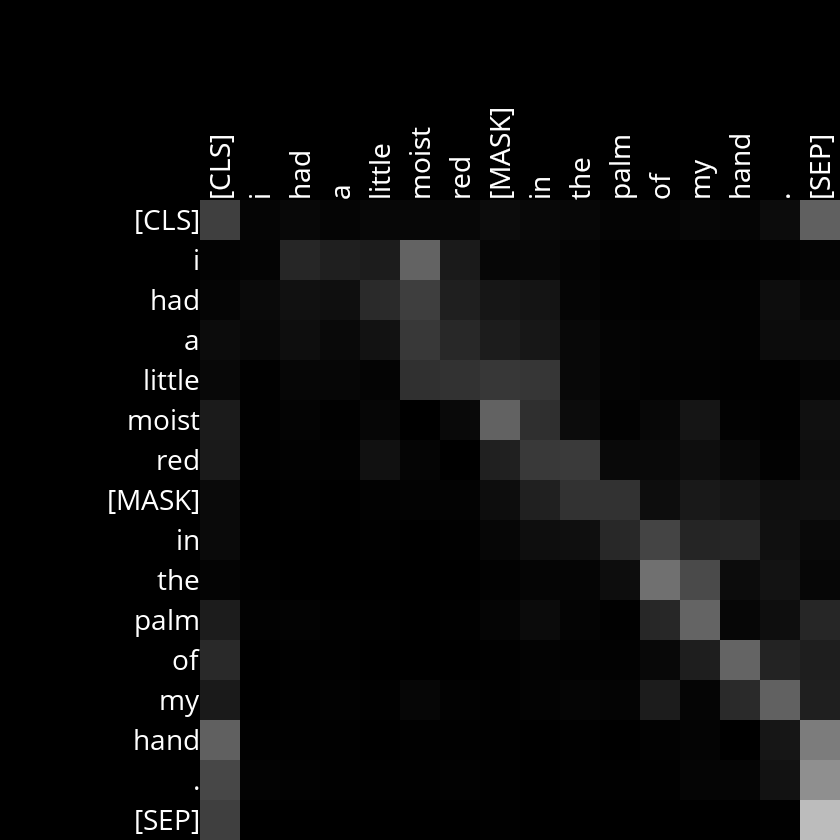 [CLS] i had a little moist red [MASK] in the palm of my hand . [SEP]
[CLS]
i
had
a
little
moist
red
[MASK]
in
the
palm
of
my
hand
.
[SEP]